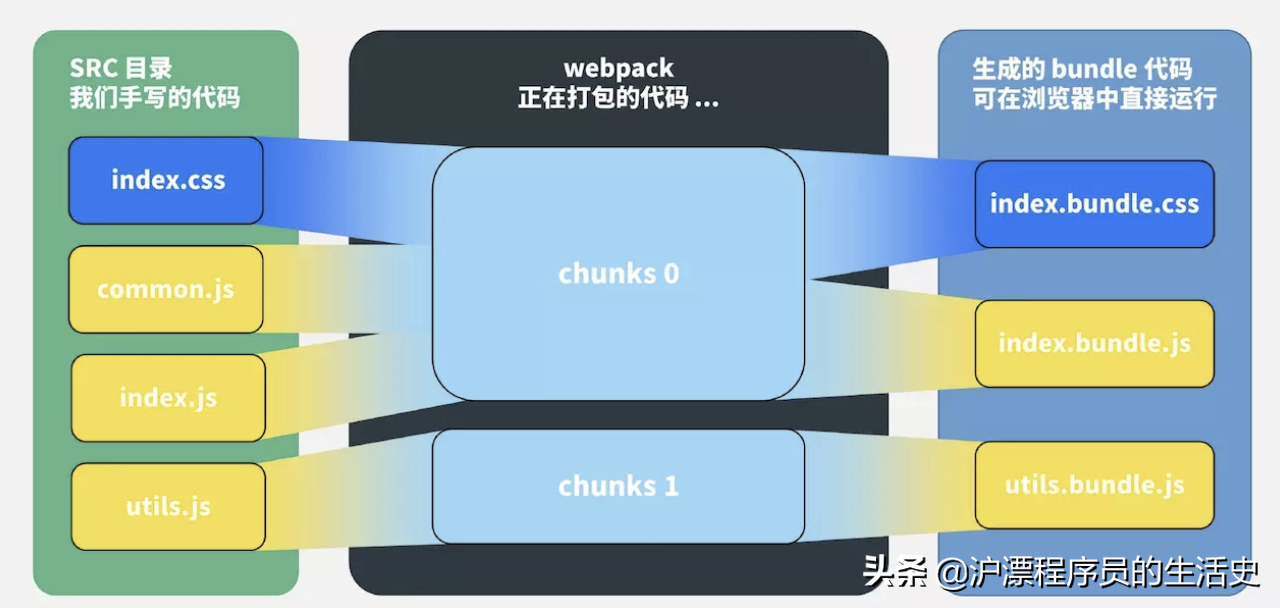 SRC 目录
我们手写的代码
index.css
common.js
index.js
utils.js
webpack
正在打包的代码 ...
chunks 0
chunks 1
生成的 bundle 代码
可在浏览器中直接运行
index.bundle.css
index.bundle.js
utils.bundle.js
头条 @沪漂程序员的生活史